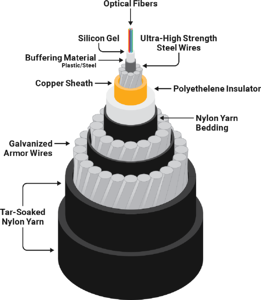 Optical Fibers
Silicon Gel
Ultra-High Strength
Steel Wires
Buffering Material
Plastic/Steel
Copper Sheath
Polyethelene Insulator
Nylon Yarn
Bedding
Galvanized
Armor Wires
Tar-Soaked
Nylon Yarn